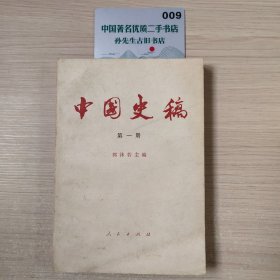 009
中国著名优质二手书店
孙先生古旧书店
中国史稿
第一册
郭沫若主编
人民出版社